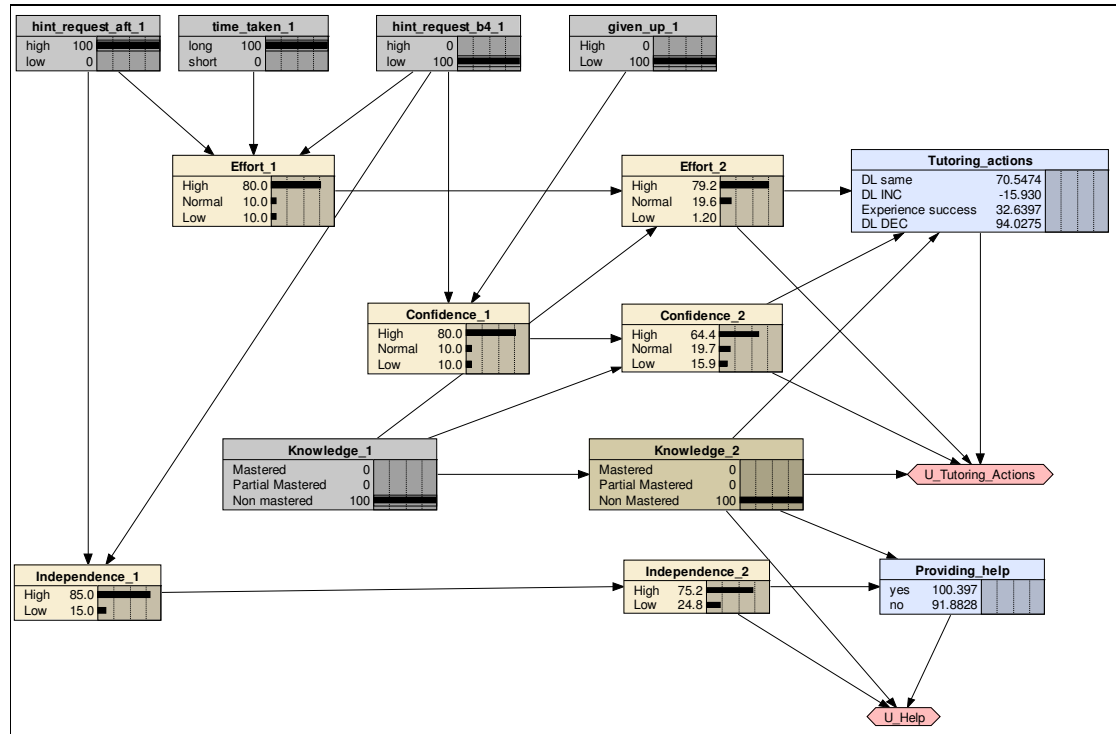 hint_request_aft_1
high 100
low 0
time_taken_1
long 100
short 0
hint_request_b4_1
high 0
low 100
given_up_1
High 0
Low 100
Effort_1
High 80.0
Normal 10.0
Low 10.0
Effort_2
High 79.2
Normal 19.6
Low 1.20
Tutoring_actions
DL same 70.5474
DL INC -15.930
Experience success 32.6397
DL DEC 94.0275
Confidence_1
High 80.0
Normal 10.0
Low 10.0
Confidence_2
High 64.4
Normal 19.7
Low 15.9
Knowledge_1
Mastered 0
Partial Mastered 0
Non mastered 100
Knowledge_2
Mastered 0
Partial Mastered 0
Non Mastered 100
U_Tutoring_Actions
Independence_1
High 85.0
Low 15.0
Independence_2
High 75.2
Low 24.8
Providing_help
yes 100.397
no 91.8828
U_Help